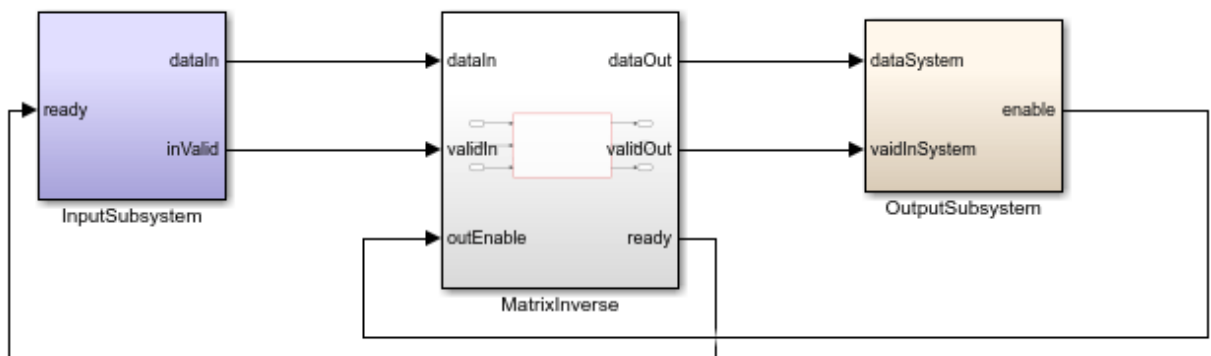 dataIn
ready
inValid
InputSubsystem
dataIn
dataOut
validIn
validOut
outEnable
ready
MatrixInverse
dataSystem
enable
vaidInSystem
OutputSubsystem